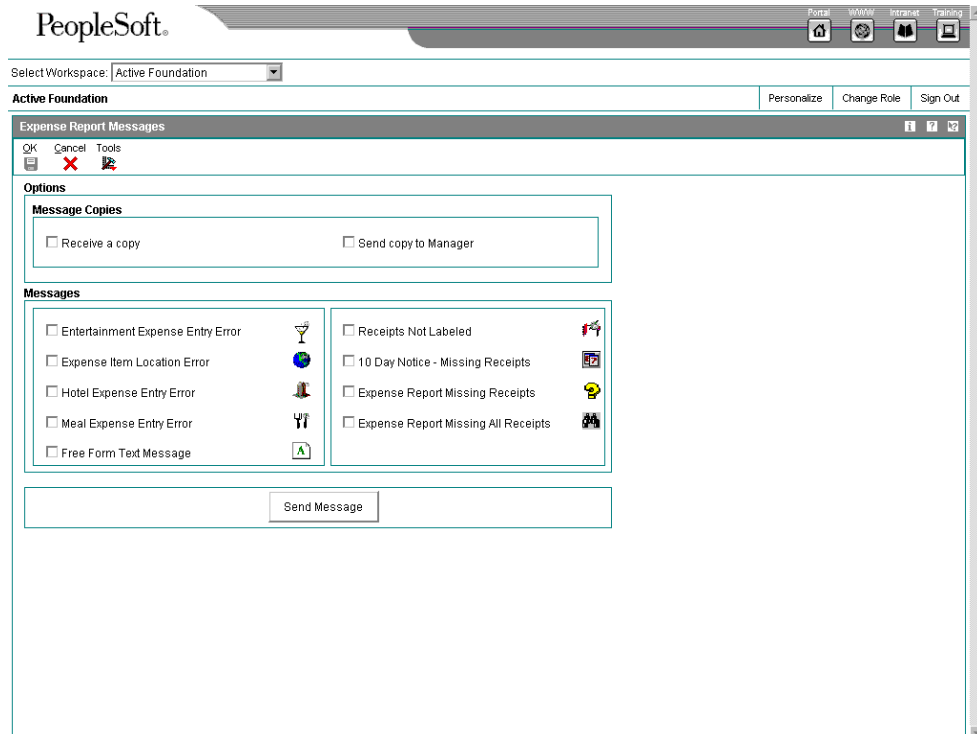 PeopleSoft®
Portal WWW Intranet Training
Select Workspace: Active Foundation
Active Foundation
Personalize Change Role Sign Out
Expense Report Messages
OK Cancel Tools
Options
Message Copies
Receive a copy
Send copy to Manager
Messages
Entertainment Expense Entry Error
Expense Item Location Error
Hotel Expense Entry Error
Meal Expense Entry Error
Free Form Text Message
A
Receipts Not Labeled
10 Day Notice - Missing Receipts
Expense Report Missing Receipts
Expense Report Missing All Receipts
Send Message